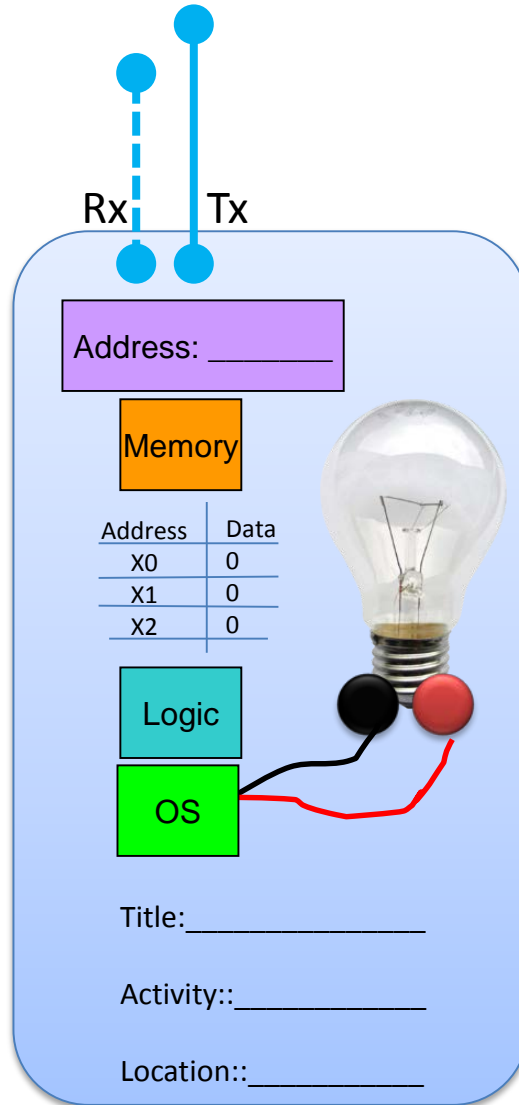 Rx Tx
Address: _______
Memory
Address Data
X0 0
X1 0
X2 0
Logic
OS
Title:________________
Activity::_____________
Location::____________